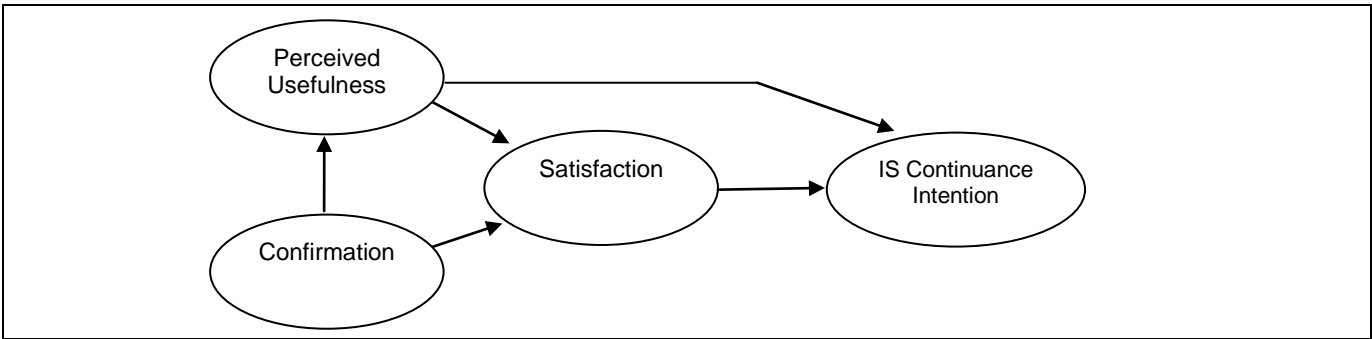 Perceived
Usefulness
Satisfaction
IS Continuance
Intention
Confirmation